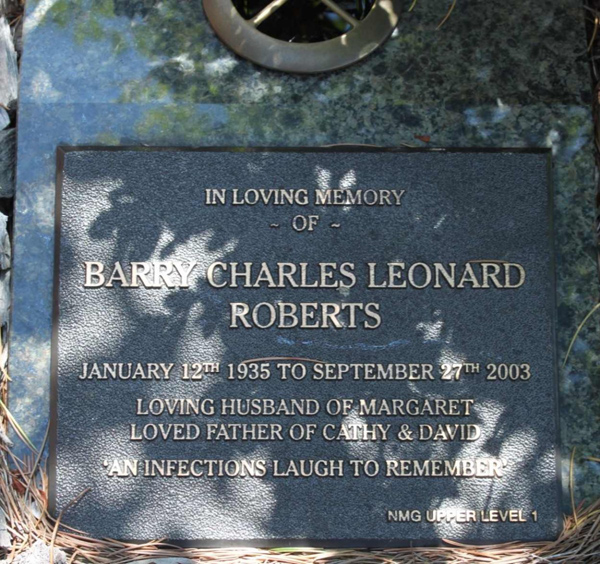 IN LOVING MEMORY
~ OF ~
BARRY CHARLES LEONARD
ROBERTS
JANUARY 12TH 1935 TO SEPTEMBER 27TH 2003
LOVING HUSBAND OF MARGARET
LOVED FATHER OF CATHY & DAVID
'AN INFECTIONS LAUGH TO REMEMBER'
NMG UPPER LEVEL 1